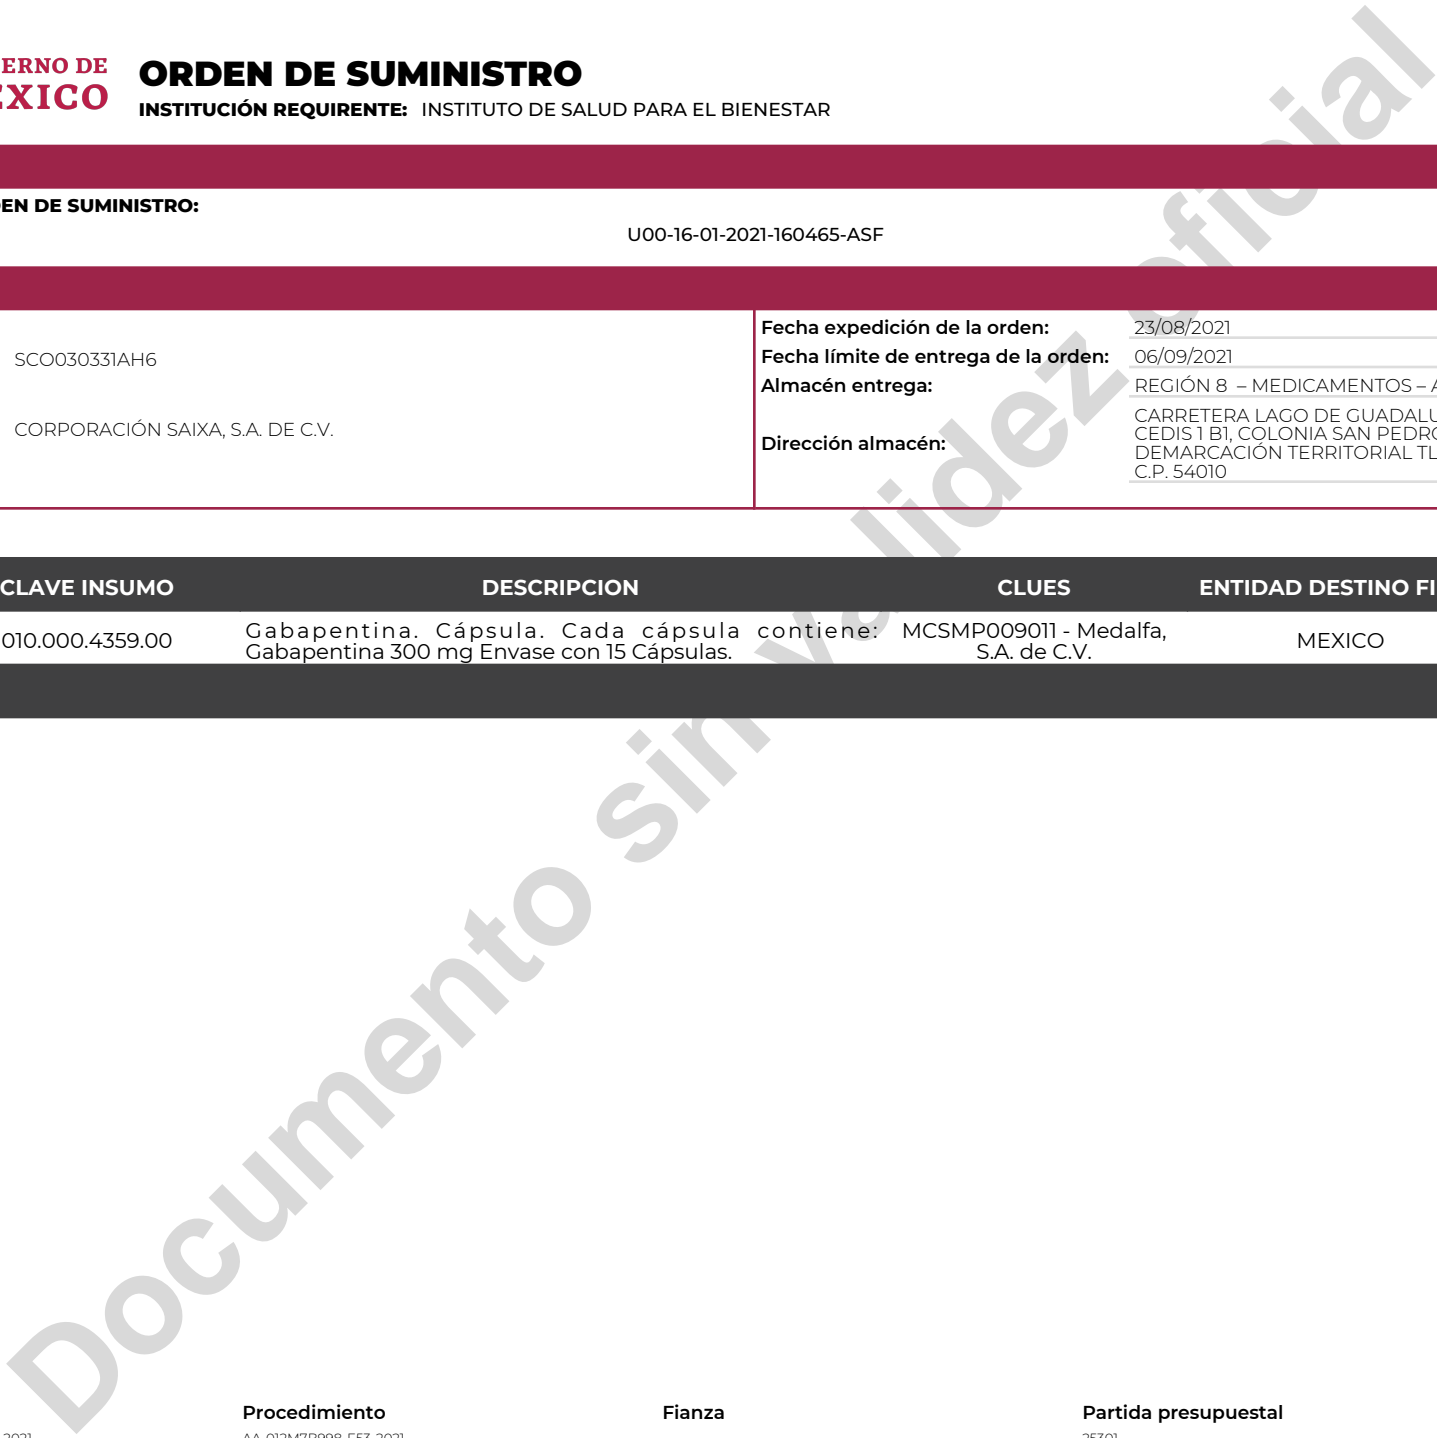 ERNO DE
ORDEN DE SUMINISTRO
INSTITUCIÓN REQUIRENTE: INSTITUTO DE SALUD PARA EL BIENESTAR
EN DE SUMINISTRO:
U00-16-01-2021-160465-ASF
SCO030331AH6
CORPORACIÓN SAIXA, S.A. DE C.V.
Fecha expedición de la orden: 23/08/2021
Fecha límite de entrega de la orden: 06/09/2021
Almacén entrega: REGIÓN 8 – MEDICAMENTOS – A
Dirección almacén:
CARRETERA LAGO DE GUADALU
CEDIS 1 B1, COLONIA SAN PEDRO
DEMARCACIÓN TERRITORIAL TL
C.P. 54010
CLAVE INSUMO DESCRIPCION CLUES ENTIDAD DESTINO FI
010.000.4359.00
Gabapentina. Cápsula. Cada cápsula contiene:
Gabapentina 300 mg Envase con 15 Cápsulas.
MCSMP009011 - Medalfa,
S.A. de C.V.
MEXICO
Documento sin validez oficial
Procedimiento Fianza Partida presupuestal